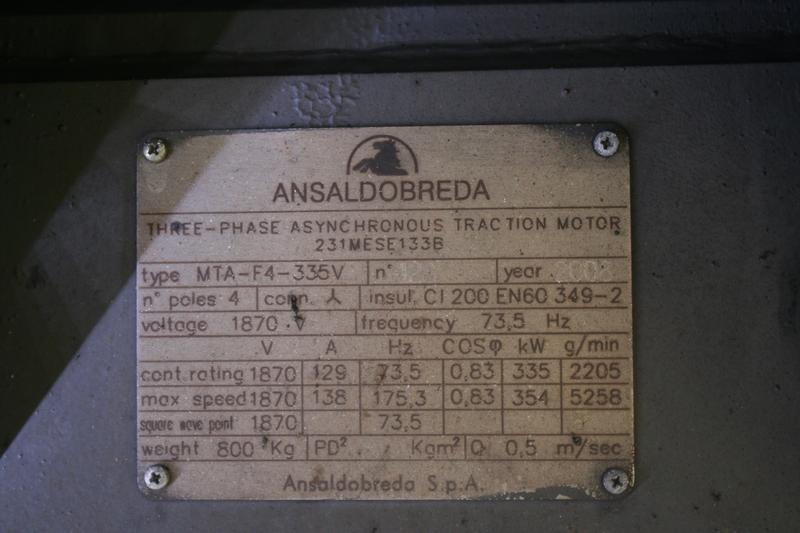 ANSALDOBREDA
THREE-PHASE ASYNCHRONOUS TRACTION MOTOR
231MESE133B
type MTA-F4-335V n° year
n° poles 4 conn. insul. Cl 200 EN60 349-2
voltage 1870 V frequency 73,5 Hz
V A Hz COSφ kW g/min
cont.rating 1870 129 73,5 0,83 335 2205
max speed 1870 138 175,3 0,83 354 5258
square wave point 1870 73,5
weight 800 Kg PD² Kgm² Q 0,5 m³/sec
Ansaldobreda S.p.A.